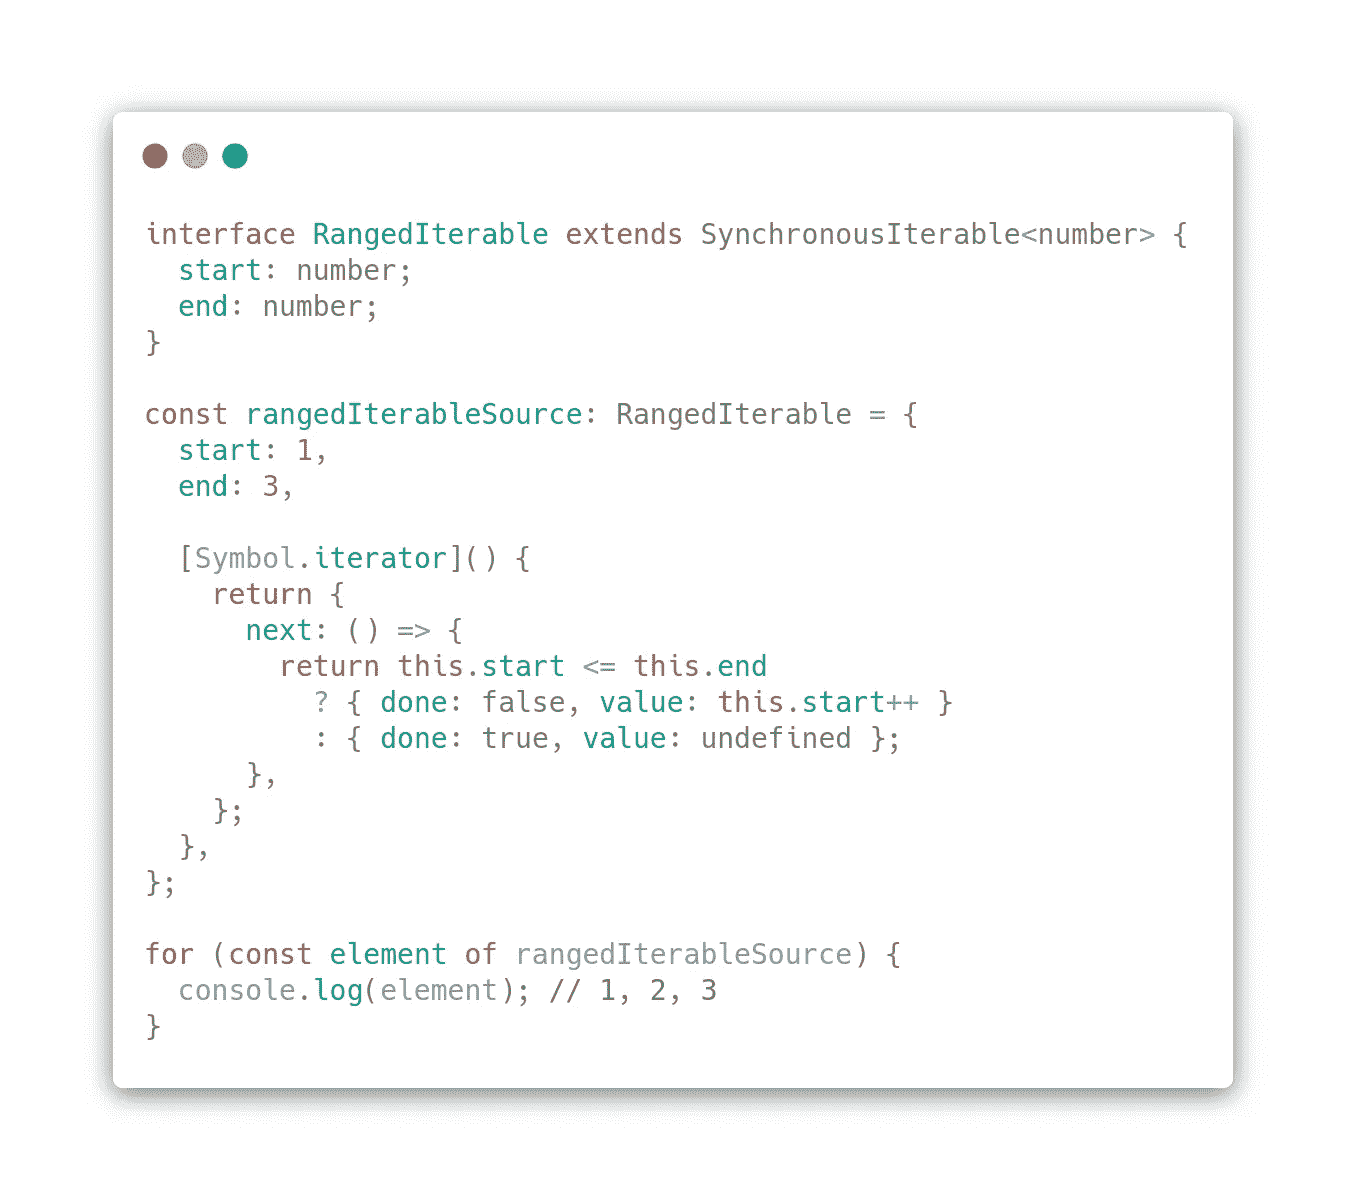 interface RangedIterable extends SynchronousIterable<number> {
  start: number;
  end: number;
}

const rangedIterableSource: RangedIterable = {
  start: 1,
  end: 3,

  [Symbol.iterator]() {
    return {
      next: () => {
        return this.start <= this.end
          ? { done: false, value: this.start++ }
          : { done: true, value: undefined };
      },
    };
  },
};

for (const element of rangedIterableSource) {
  console.log(element); // 1, 2, 3
}